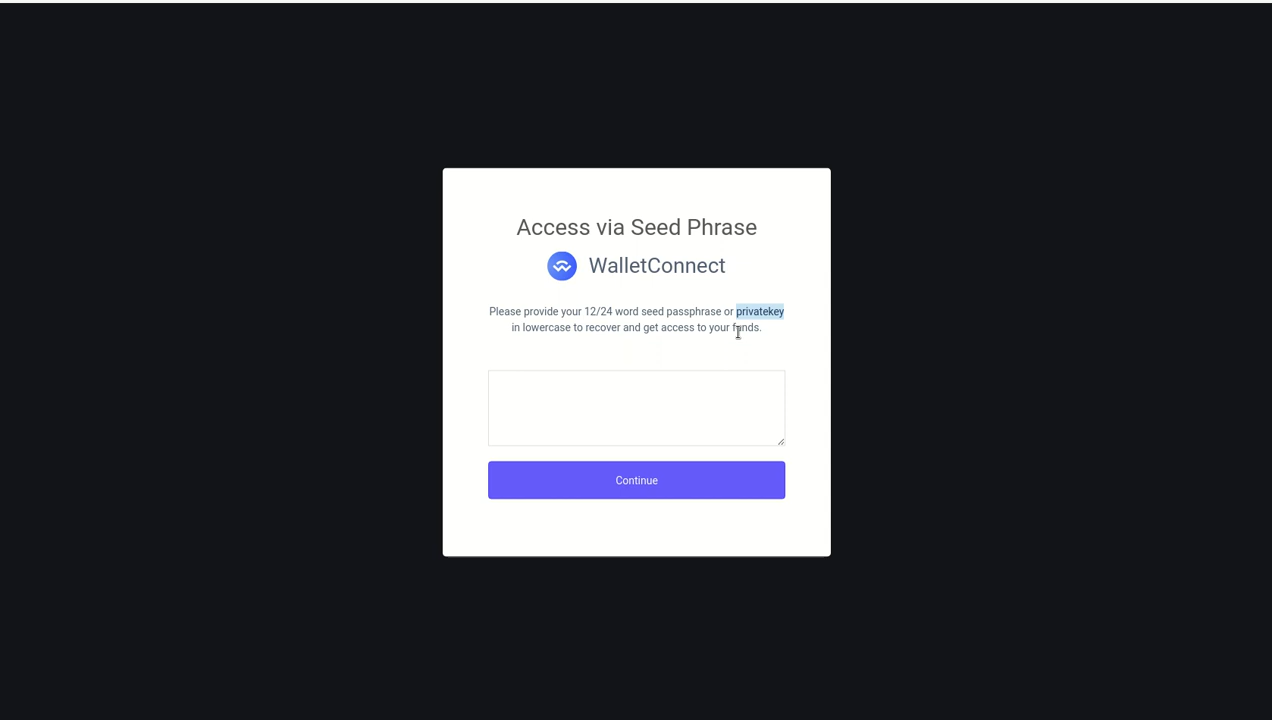 Access via Seed Phrase
WalletConnect
Please provide your 12/24 word seed passphrase or privatekey
in lowercase to recover and get access to your funds.
Continue